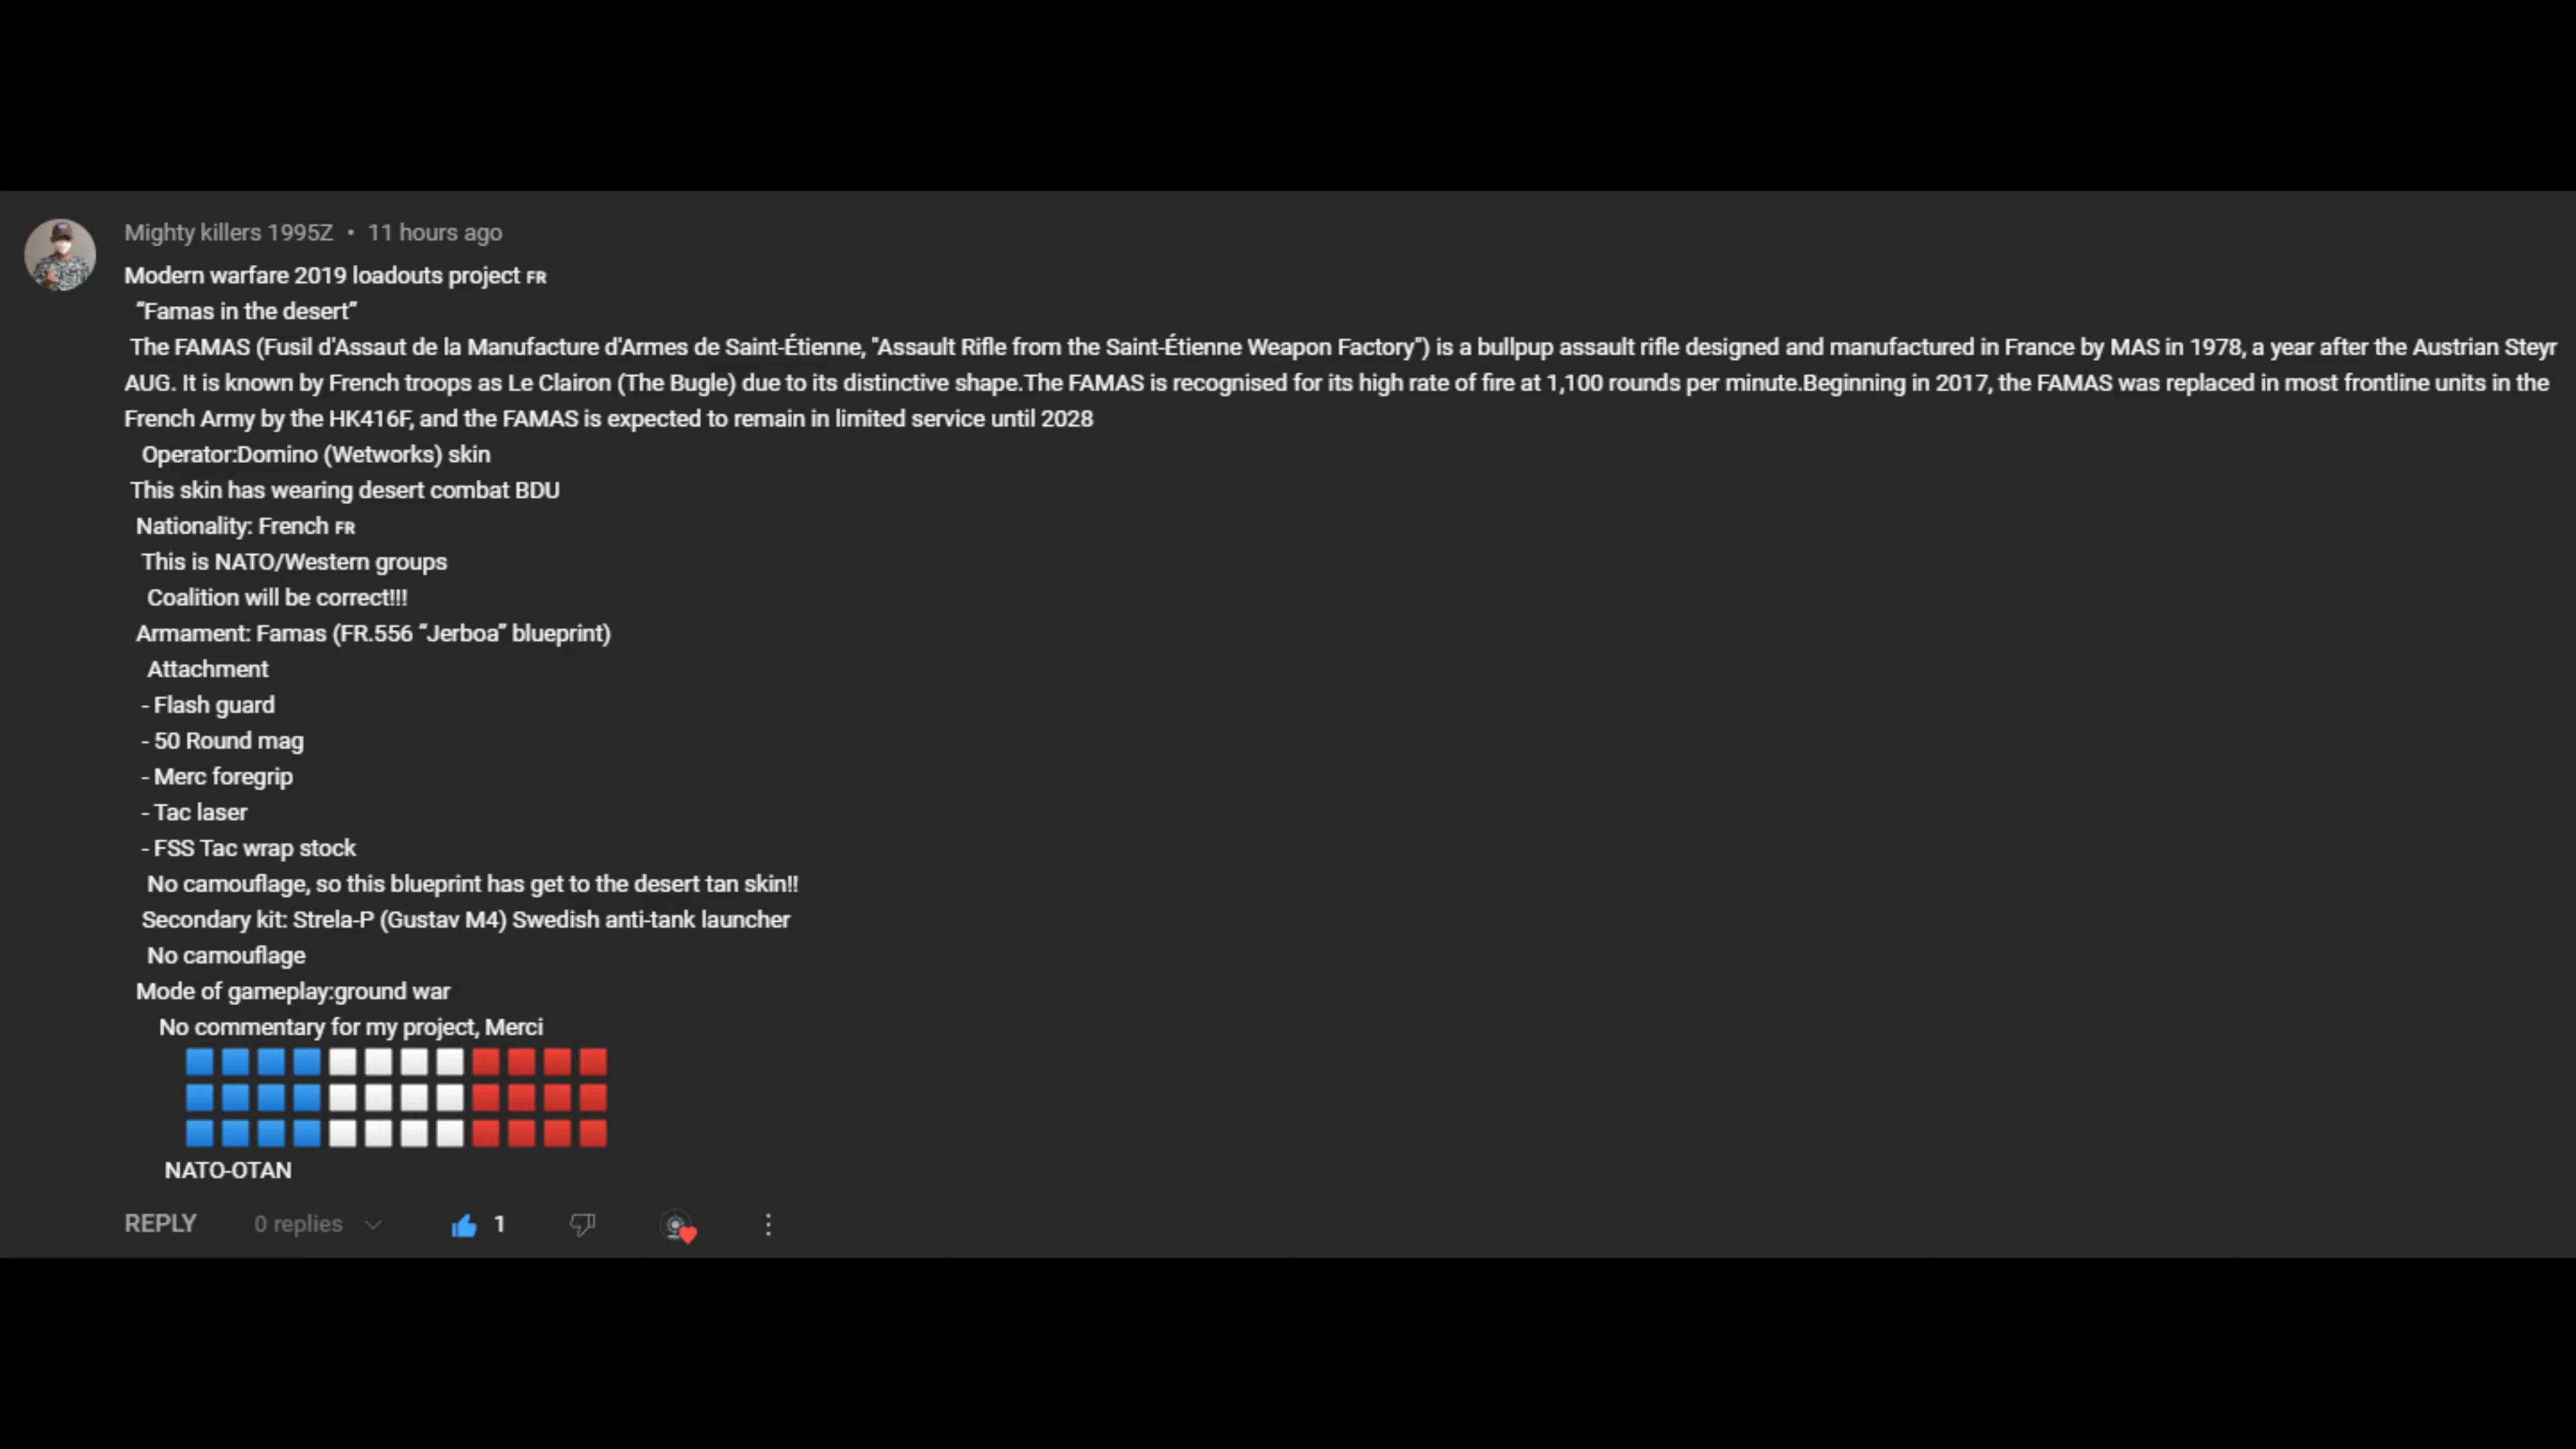 Mighty killers 1995Z • 11 hours ago
Modern warfare 2019 loadouts project FR
“Famas in the desert”
The FAMAS (Fusil d'Assaut de la Manufacture d'Armes de Saint-Étienne, "Assault Rifle from the Saint-Étienne Weapon Factory") is a bullpup assault rifle designed and manufactured in France by MAS in 1978, a year after the Austrian Steyr
AUG. It is known by French troops as Le Clairon (The Bugle) due to its distinctive shape.The FAMAS is recognised for its high rate of fire at 1,100 rounds per minute.Beginning in 2017, the FAMAS was replaced in most frontline units in the
French Army by the HK416F, and the FAMAS is expected to remain in limited service until 2028
Operator:Domino (Wetworks) skin
This skin has wearing desert combat BDU
Nationality: French FR
This is NATO/Western groups
Coalition will be correct!!!
Armament: Famas (FR.556 “Jerboa” blueprint)
Attachment
- Flash guard
- 50 Round mag
- Merc foregrip
- Tac laser
- FSS Tac wrap stock
No camouflage, so this blueprint has get to the desert tan skin!!
Secondary kit: Strela-P (Gustav M4) Swedish anti-tank launcher
No camouflage
Mode of gameplay:ground war
No commentary for my project, Merci
NATO-OTAN
REPLY 0 replies 1